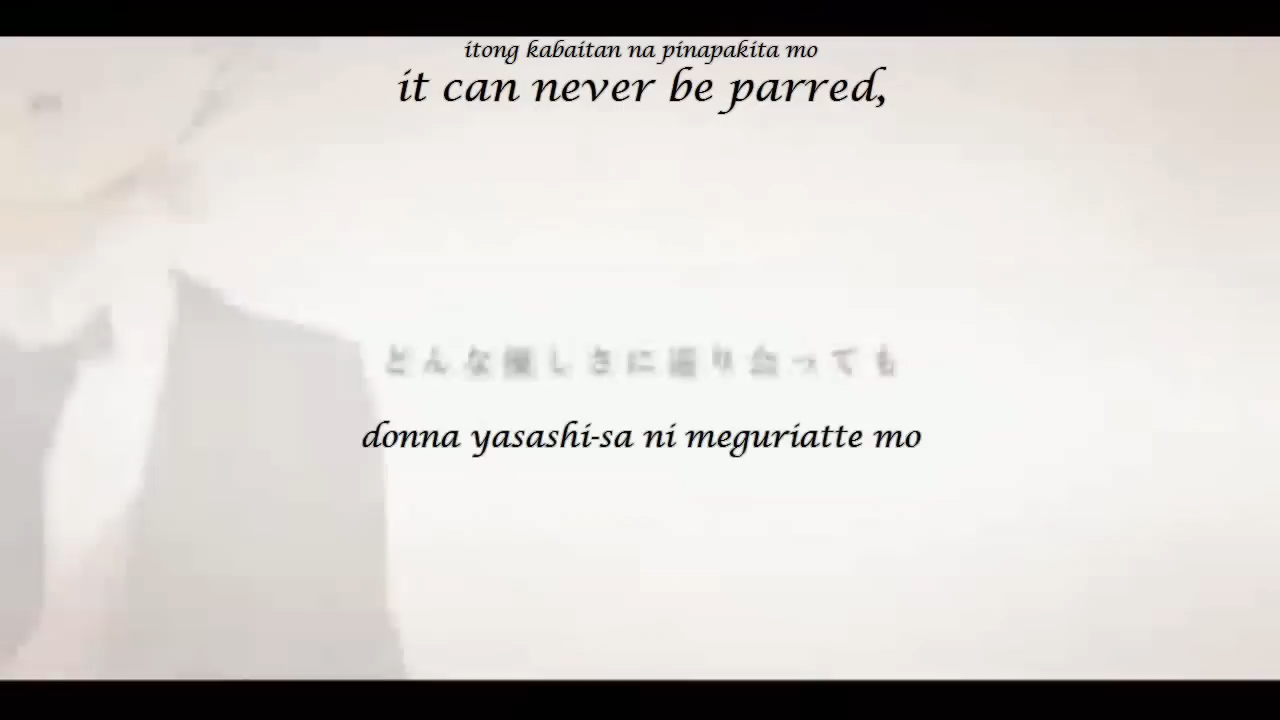 itong kabaitan na pinapakita mo
it can never be parred,
どんな優しさに巡り合っても
donna yasashi-sa ni meguriatte mo